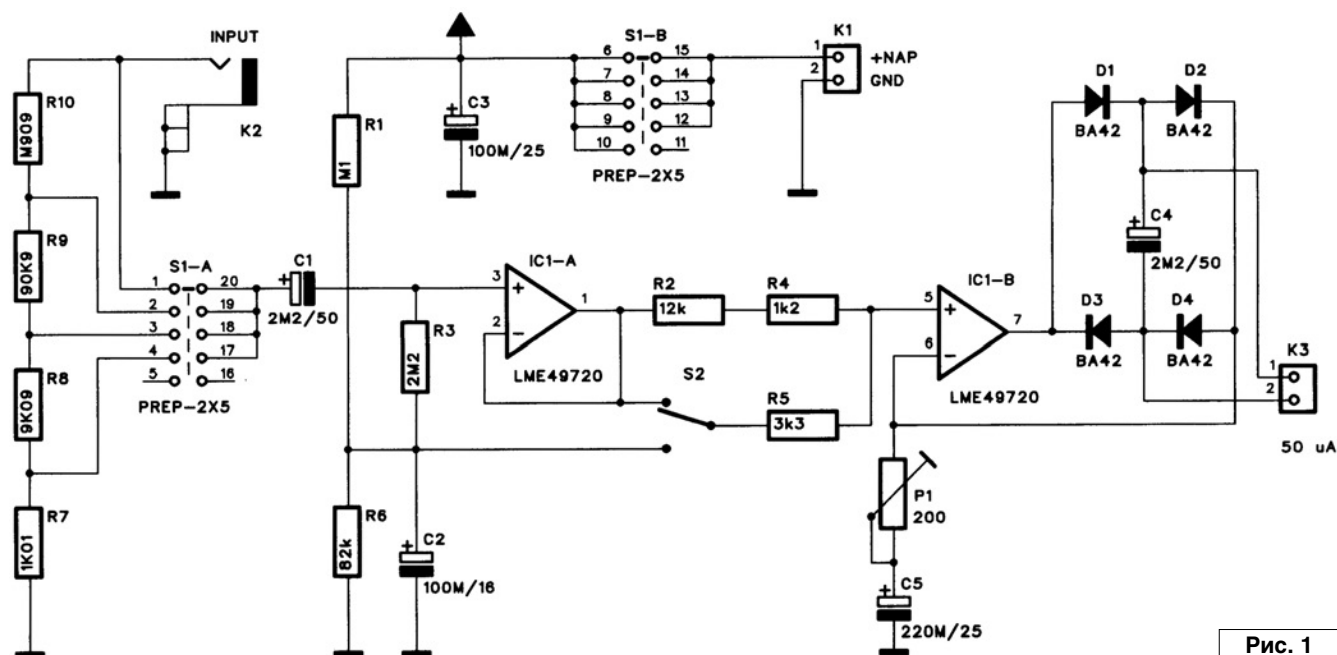 INPUT
K2
R10
M909
R9
90K9
R8
9K09
R7
1K01
S1-A
1
2
3
4
5
20
19
18
17
16
PREP-2X5
C1
+
2M2/50
R1
M1
C3
+
100M/25
S1-B
6
7
8
9
10
15
14
13
12
11
PREP-2X5
K1
1
2
+NAP
GND
R3
2M2
R6
82k
C2
+
100M/16
IC1-A
3
+
2
-
1
LME49720
R2
12k
R4
1k2
S2
R5
3k3
IC1-B
5
+
6
-
7
LME49720
P1
200
C5
+
220M/25
D1
BA42
D2
BA42
C4
+
2M2/50
D3
BA42
D4
BA42
K3
1
2
50 uA
Рис. 1